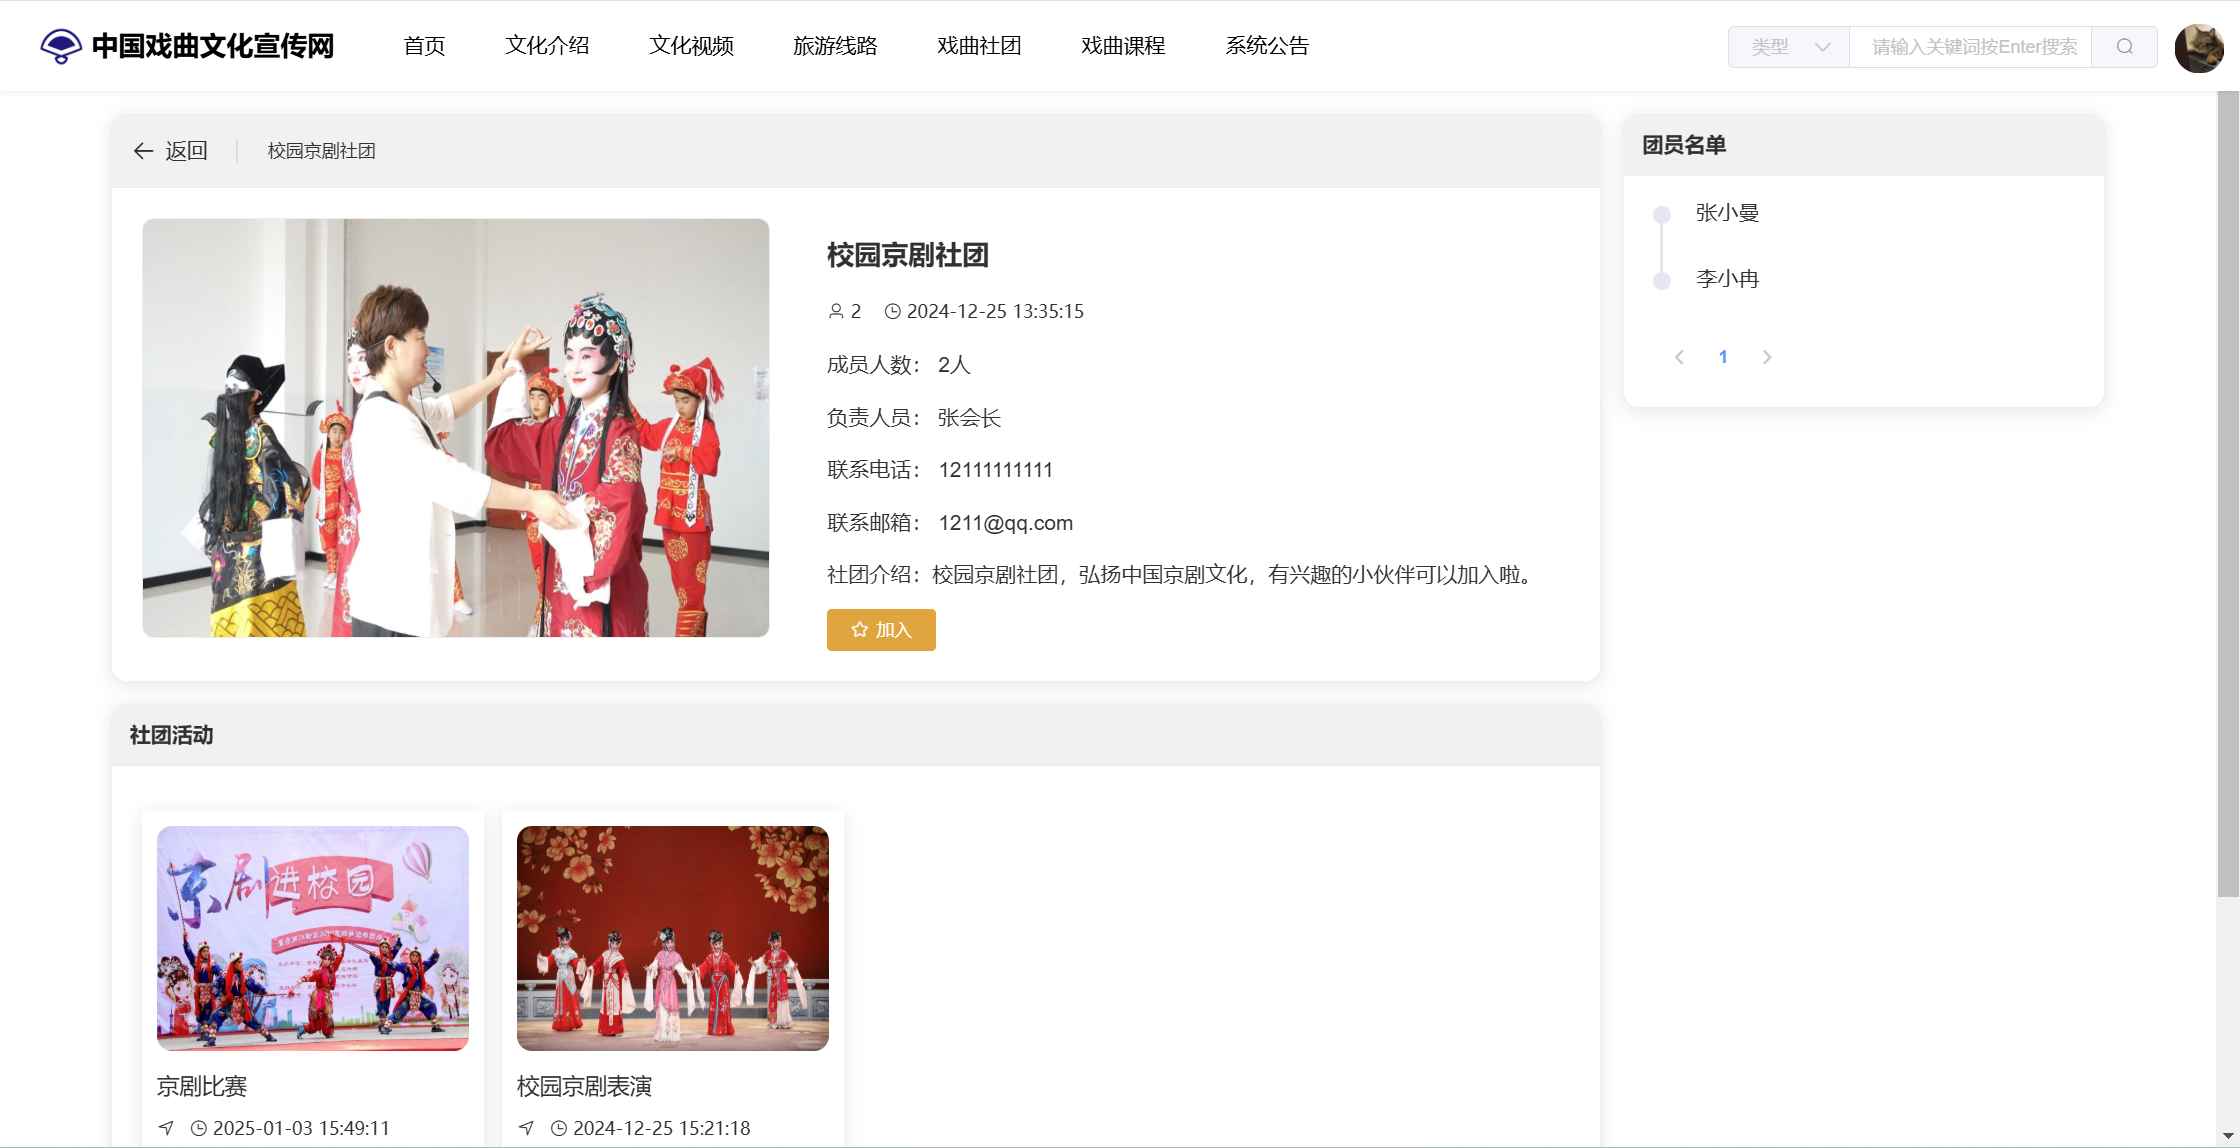 中国戏曲文化宣传网
首页 文化介绍 文化视频 旅游线路 戏曲社团 戏曲课程 系统公告
类型 请输入关键词按Enter搜索
返回 校园京剧社团
校园京剧社团
2 2024-12-25 13:35:15
成员人数： 2人
负责人员： 张会长
联系电话： 12111111111
联系邮箱： 1211@qq.com
社团介绍：校园京剧社团，弘扬中国京剧文化，有兴趣的小伙伴可以加入啦。
加入
团员名单
张小曼
李小冉
1
社团活动
京剧进校园
京剧比赛
2025-01-03 15:49:11
校园京剧表演
2024-12-25 15:21:18